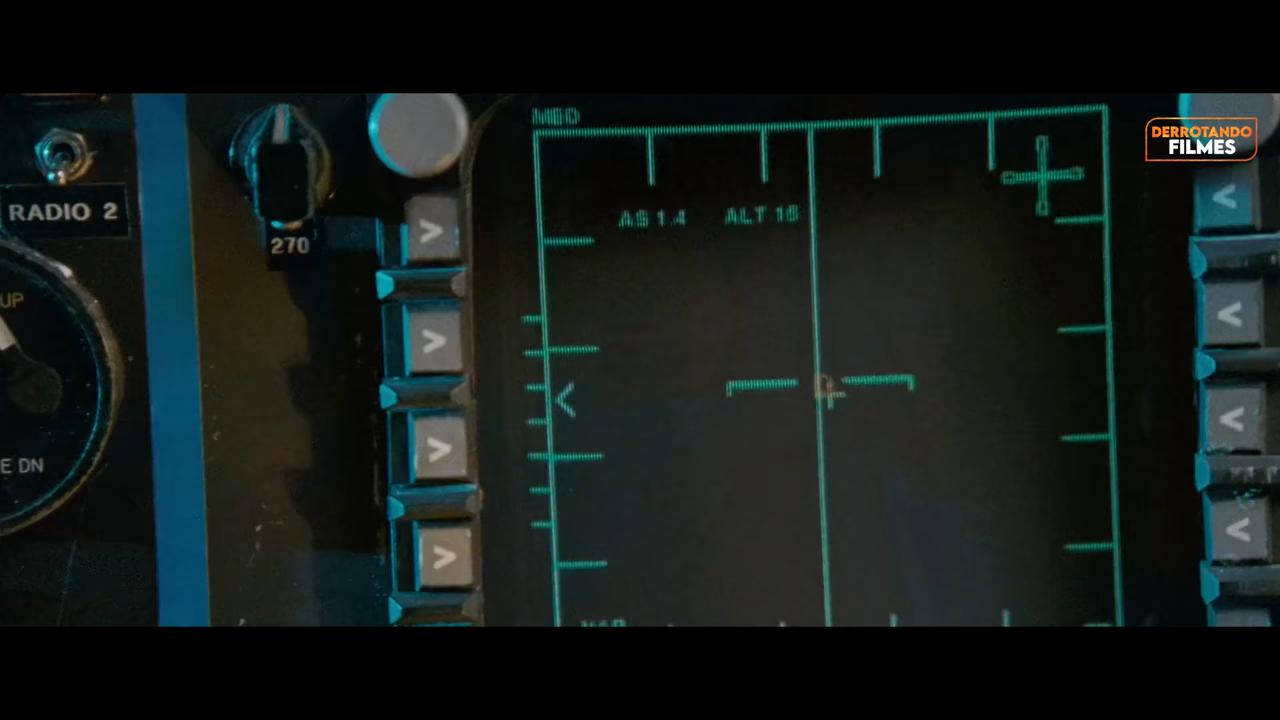 MED
DERROTANDO
FILMES
RADIO 2
AS 1.4 ALT 16
270
UP
E DN